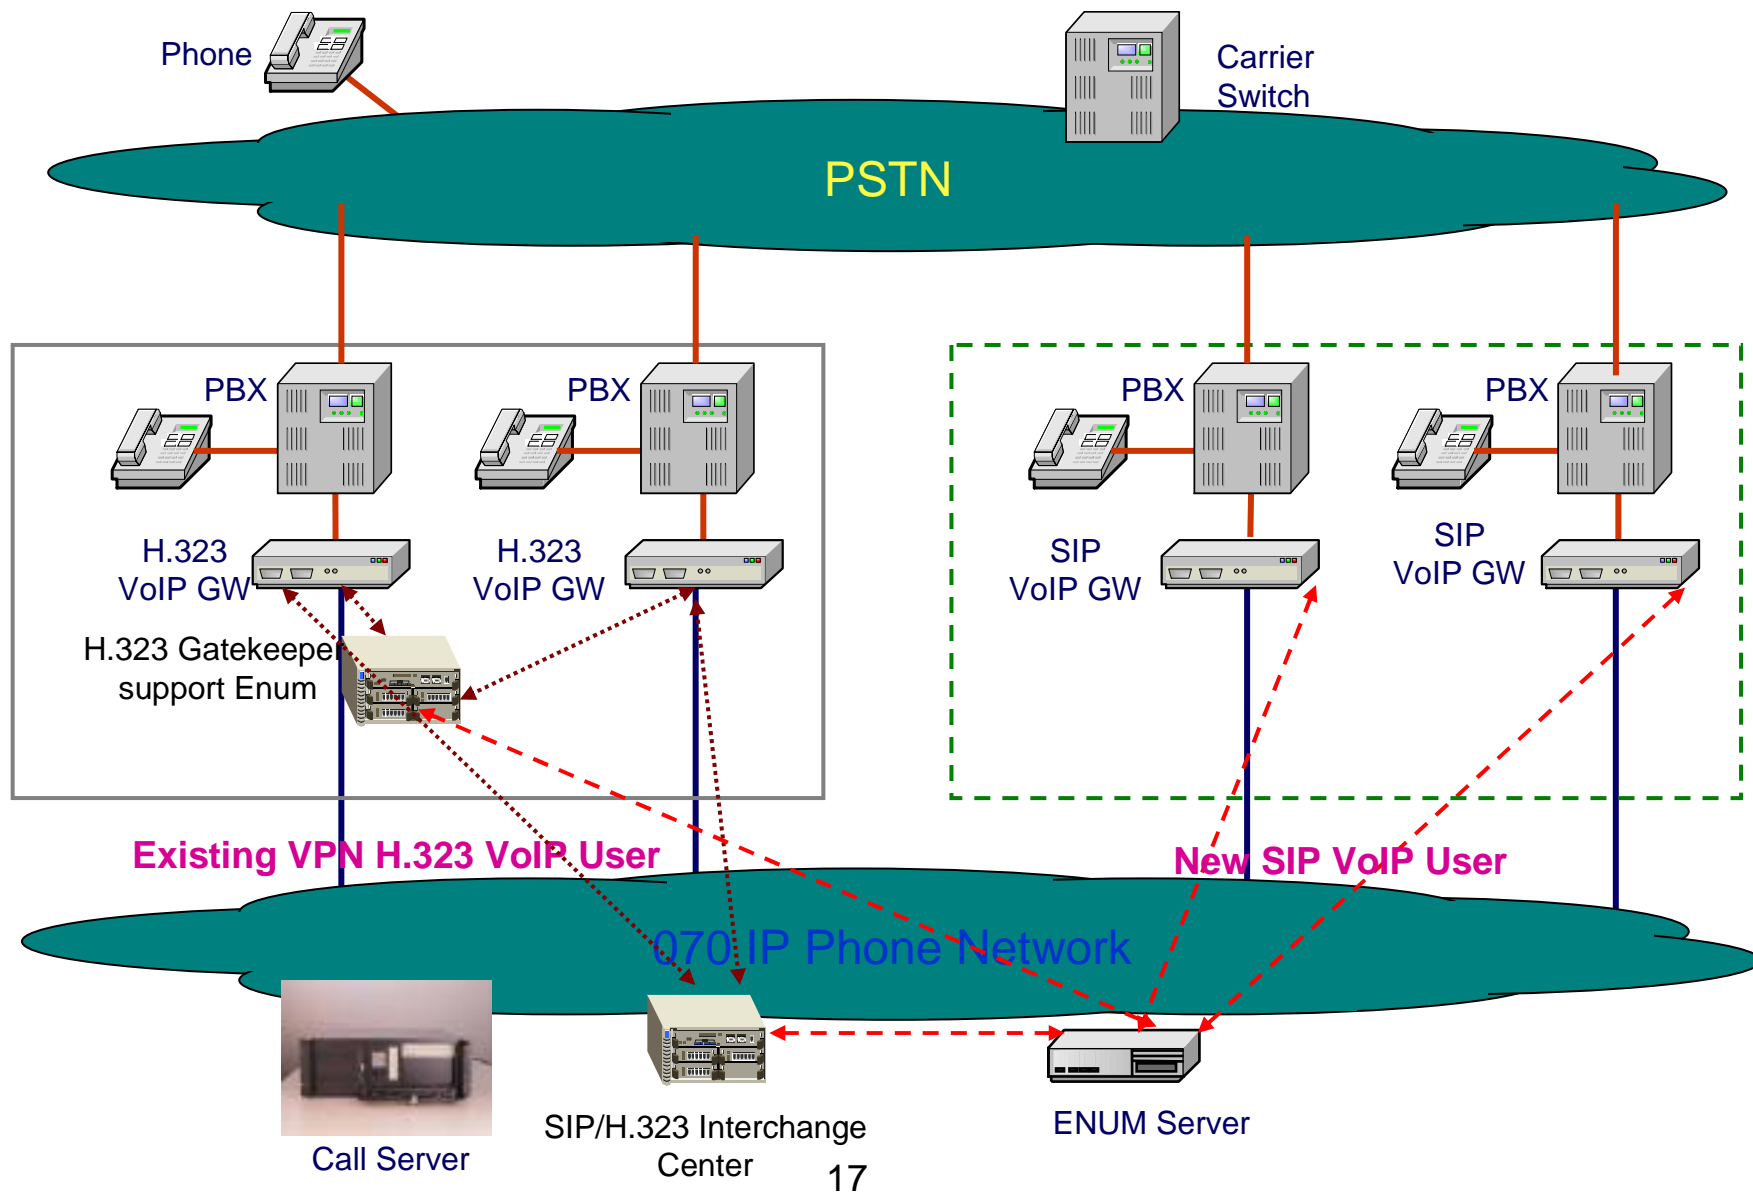 Phone
Carrier
Switch
PSTN
PBX
PBX
PBX
PBX
H.323
VoIP GW
H.323
VoIP GW
SIP
VoIP GW
SIP
VoIP GW
H.323 Gatekeeper
support Enum
Existing VPN H.323 VoIP User
New SIP VoIP User
070 IP Phone Network
Call Server
SIP/H.323 Interchange
Center
ENUM Server
17